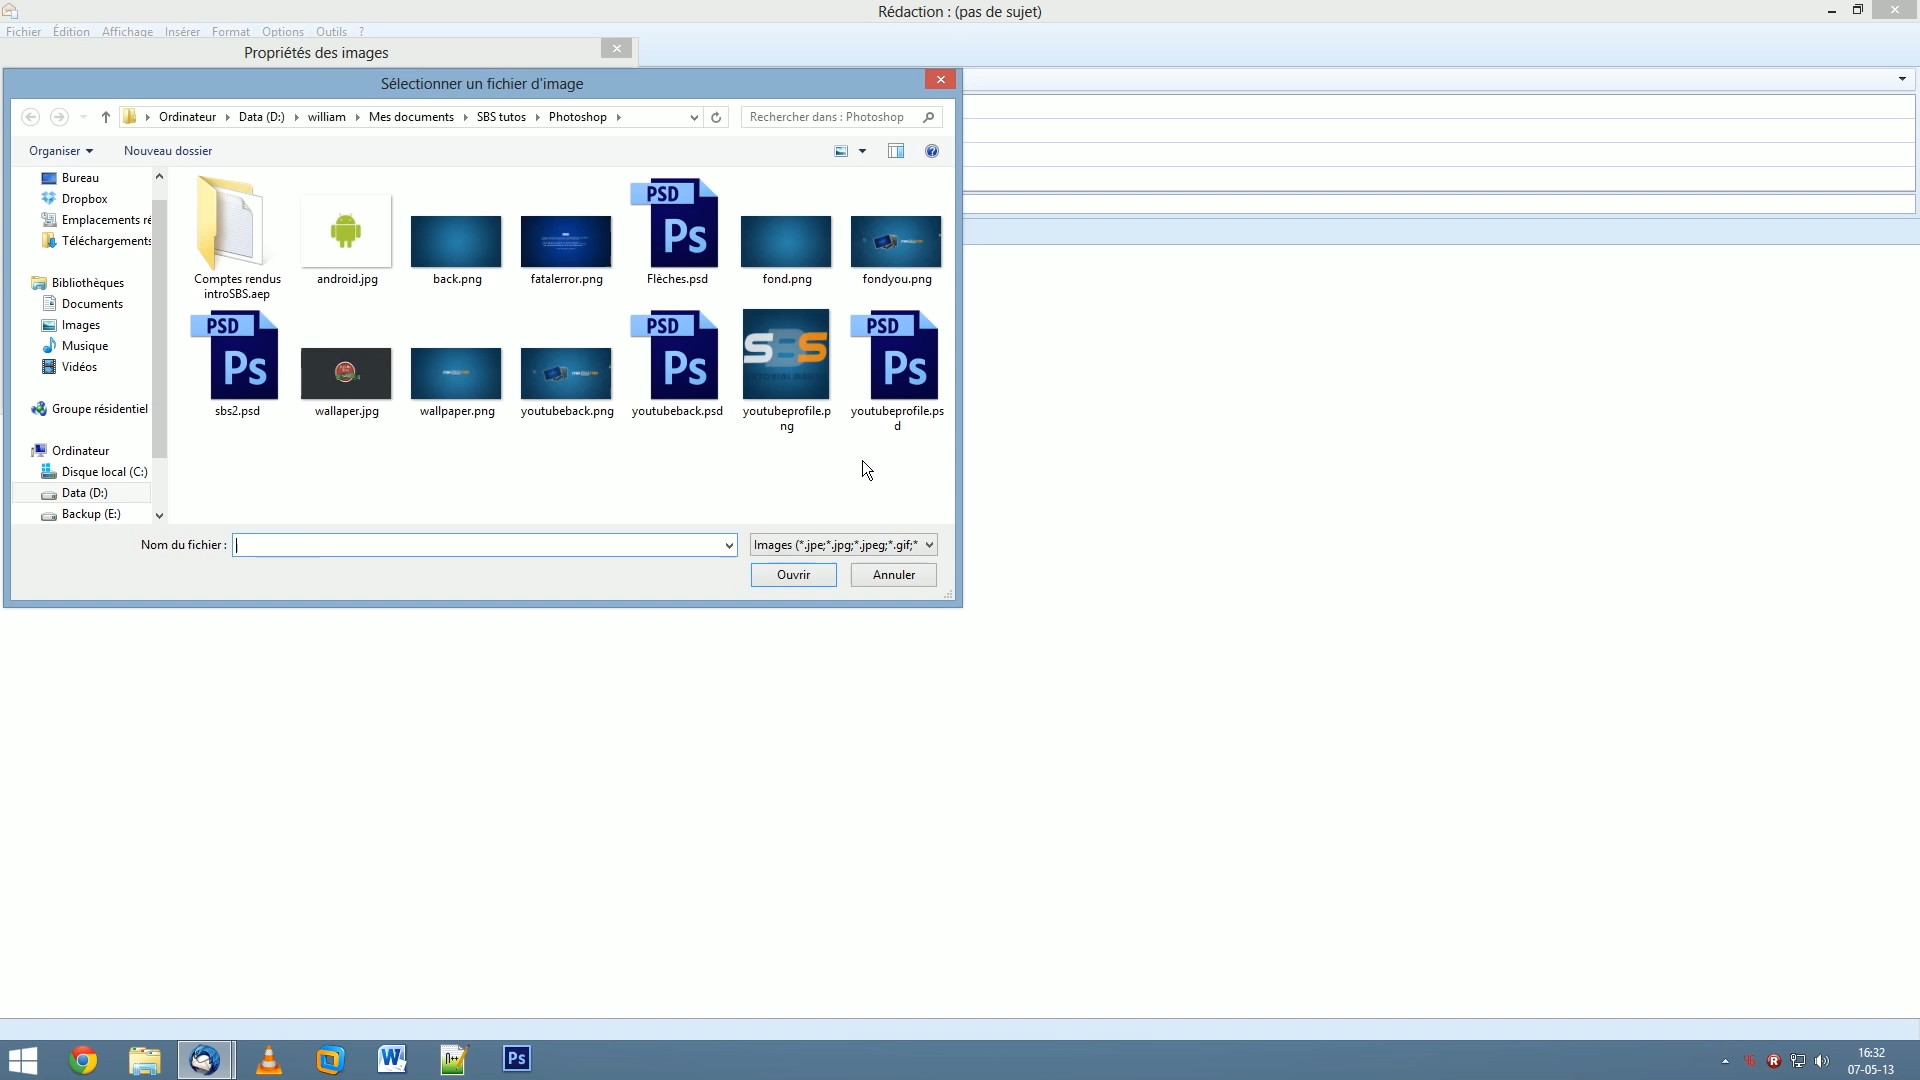 Rédaction : (pas de sujet)
Fichier Édition Affichage Insérer Format Options Outils ?
Propriétés des images
Sélectionner un fichier d'image
Ordinateur Data (D:) william Mes documents SBS tutos Photoshop
Rechercher dans : Photoshop
Organiser Nouveau dossier
Bureau
Dropbox
Emplacements ré
Téléchargements
Bibliothèques
Documents
Images
Musique
Vidéos
Groupe résidentiel
Ordinateur
Disque local (C:)
Data (D:)
Backup (E:)
PSD
Ps
Comptes rendus
introSBS.aep
android.jpg
back.png
fatalerror.png
Flèches.psd
fond.png
fondyou.png
PSD
Ps
PSD
Ps
SBS
PSD
Ps
sbs2.psd
wallaper.jpg
wallpaper.png
youtubeback.png
youtubeback.psd
youtubeprofile.p
ng
youtubeprofile.ps
d
Nom du fichier :
Images (*.jpe;*.jpg;*.jpeg;*.gif;*
Ouvrir
Annuler
W
Ps
R
16:32
07-05-13